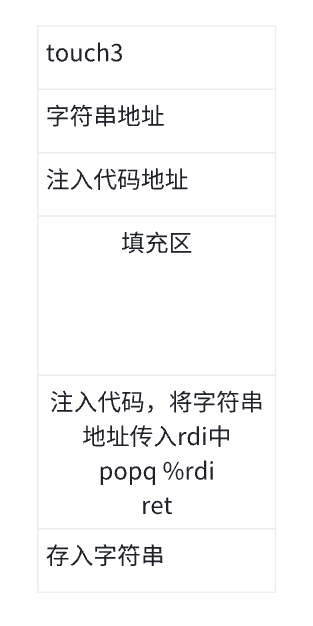 touch3
字符串地址
注入代码地址
填充区
注入代码，将字符串
地址传入rdi中
popq %rdi
ret
存入字符串